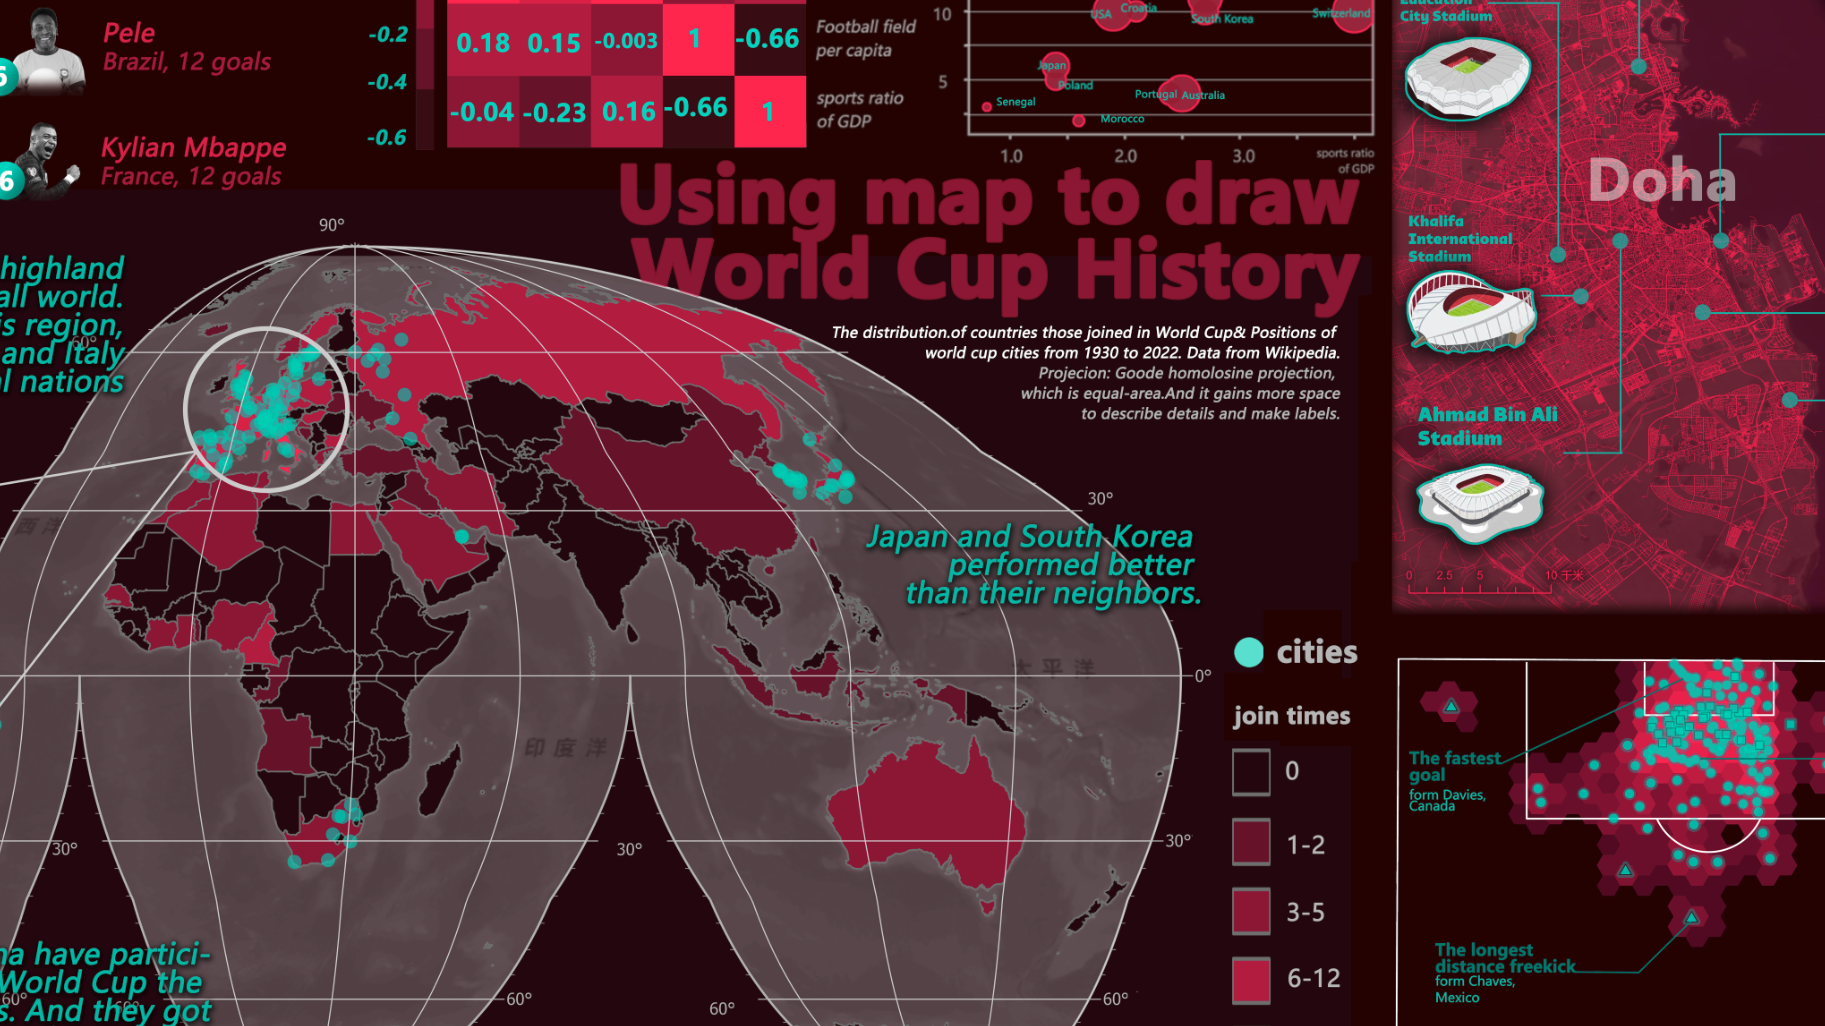 Pele
Brazil, 12 goals
Kylian Mbappe
France, 12 goals
6
-0.2
-0.4
-0.6
0.18 0.15 -0.003 1 -0.66
-0.04 -0.23 0.16 -0.66 1
Football field
per capita
sports ratio
of GDP
10
5
USA
Croatia
South Korea
Switzerland
Japan
Poland
Senegal
Portugal
Australia
Morocco
1.0
2.0
3.0
sports ratio
of GDP
Using map to draw
World Cup History
The distribution.of countries those joined in World Cup& Positions of
world cup cities from 1930 to 2022. Data from Wikipedia.
Projecion: Goode homolosine projection,
which is equal-area.And it gains more space
to describe details and make labels.
90°
highland
all world.
is region,
and Italy
l nations
60°
30°
西洋
Japan and South Korea
performed better
than their neighbors.
太平洋
0°
印度洋
30°
30°
30°
na have partici-
World Cup the
s. And they got
60°
60°
60°
60°
60°
cities
join times
0
1-2
3-5
6-12
Education
City Stadium
Doha
Khalifa
International
Stadium
Ahmad Bin Ali
Stadium
0 2.5 5 10 千米
The fastest
goal
form Davies,
Canada
The longest
distance freekick
form Chaves,
Mexico